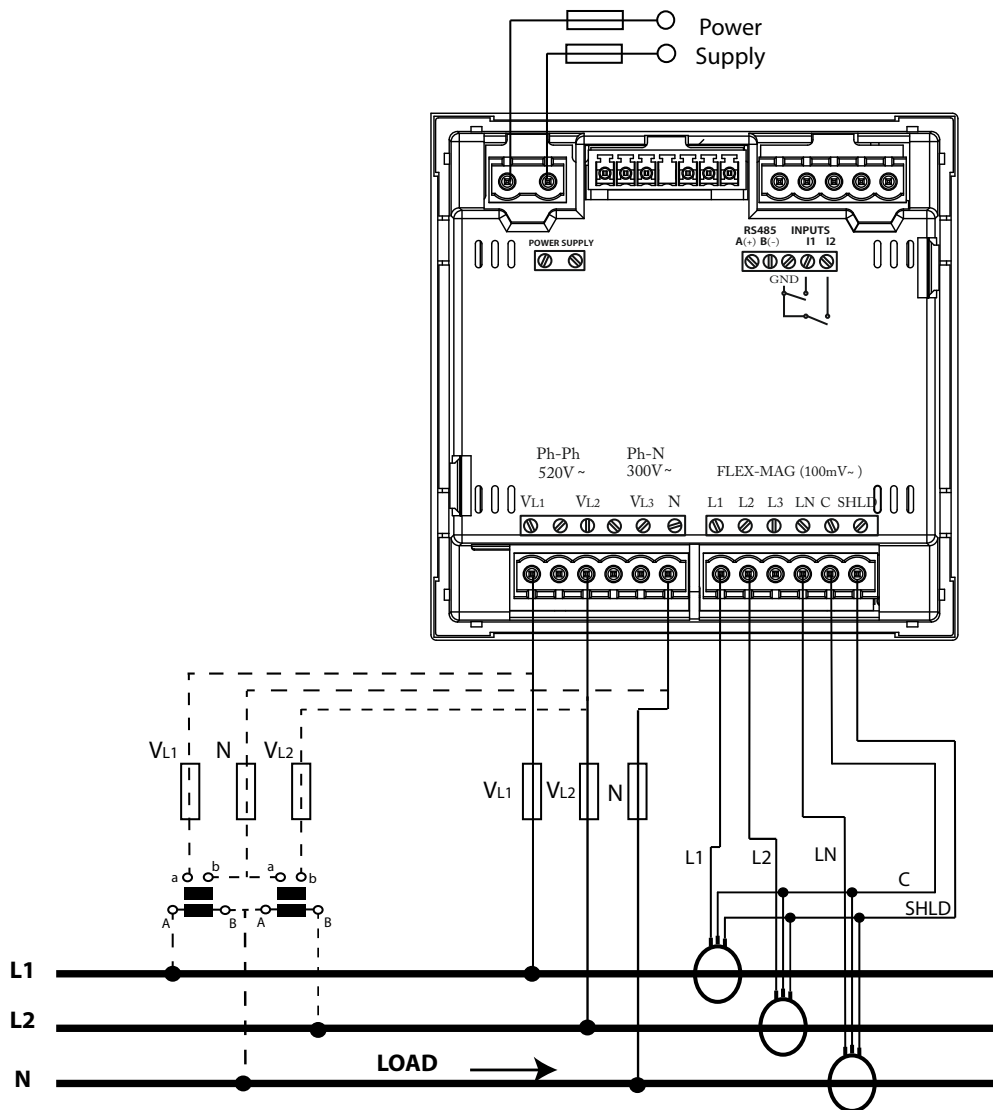 Power
Supply
POWER SUPPLY
RS485 INPUTS
A(+) B(-) I1 I2
GND
Ph-Ph Ph-N
520V ~ 300V ~ FLEX-MAG (100mV~ )
VL1 VL2 VL3 N L1 L2 L3 LN C SHLD
VL1 N VL2
VL1 VL2 N
L1 L2 LN
C
SHLD
a b a b
A B A B
L1
L2
LOAD
N